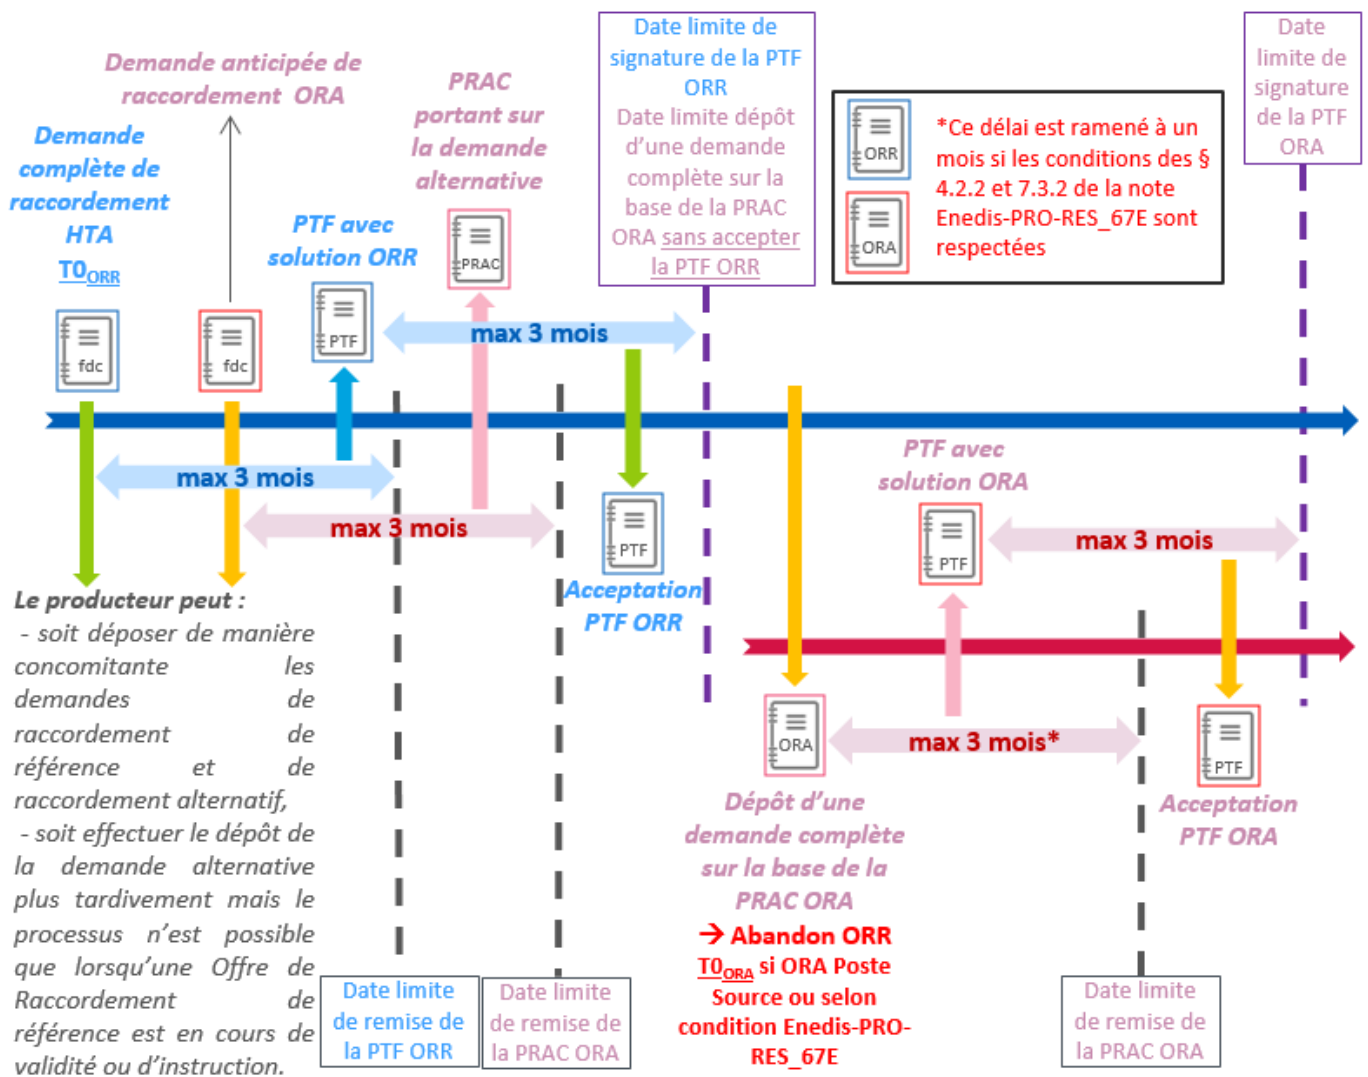 Demande anticipée de
raccordement ORA
Demande
complète de
raccordement
HTA
T0ORR
PTF avec
solution ORR
PRAC
portant sur
la demande
alternative
Date limite de
signature de la PTF
ORR
Date limite dépôt
d'une demande
complète sur la
base de la PRAC
ORA sans accepter
la PTF ORR
ORR
ORA
*Ce délai est ramené à un
mois si les conditions des §
4.2.2 et 7.3.2 de la note
Enedis-PRO-RES_67E sont
respectées
Date
limite de
signature
de la PTF
ORA
fdc
fdc
PTF
PRAC
max 3 mois
max 3 mois
max 3 mois
PTF
Acceptation
PTF ORR
PTF avec
solution ORA
PTF
max 3 mois
ORA
max 3 mois*
PTF
Acceptation
PTF ORA
Dépôt d'une
demande complète
sur la base de la
PRAC ORA
→ Abandon ORR
T0ORA si ORA Poste
Source ou selon
condition Enedis-PRO-
RES_67E
Le producteur peut :
- soit déposer de manière
concomitante les
demandes de
raccordement de
référence et de
raccordement alternatif,
- soit effectuer le dépôt de
la demande alternative
plus tardivement mais le
processus n'est possible
que lorsqu'une Offre de
Raccordement de
référence est en cours de
validité ou d'instruction.
Date limite
de remise de
la PTF ORR
Date limite
de remise de
la PRAC ORA
Date limite
de remise de
la PRAC ORA